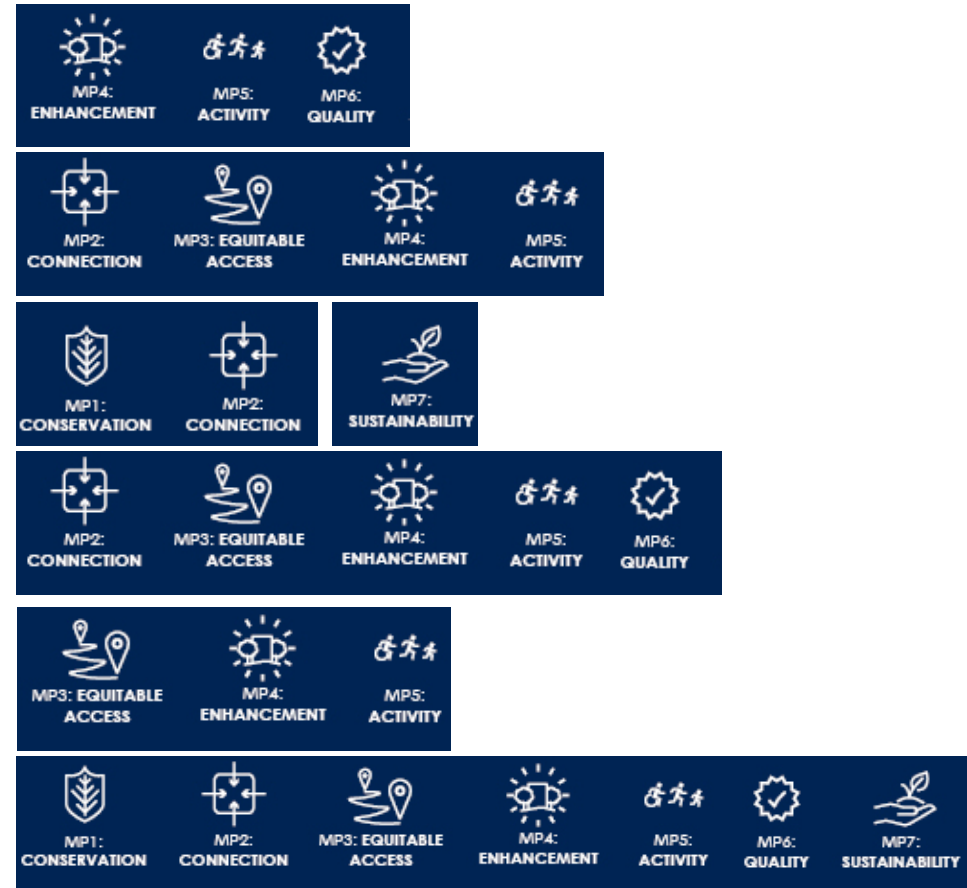 MP4: ENHANCEMENT MP5: ACTIVITY MP6: QUALITY
MP2: CONNECTION MP3: EQUITABLE ACCESS MP4: ENHANCEMENT MP5: ACTIVITY
MP1: CONSERVATION MP2: CONNECTION MP7: SUSTAINABILITY
MP2: CONNECTION MP3: EQUITABLE ACCESS MP4: ENHANCEMENT MP5: ACTIVITY MP6: QUALITY
MP3: EQUITABLE ACCESS MP4: ENHANCEMENT MP5: ACTIVITY
MP1: CONSERVATION MP2: CONNECTION MP3: EQUITABLE ACCESS MP4: ENHANCEMENT MP5: ACTIVITY MP6: QUALITY MP7: SUSTAINABILITY